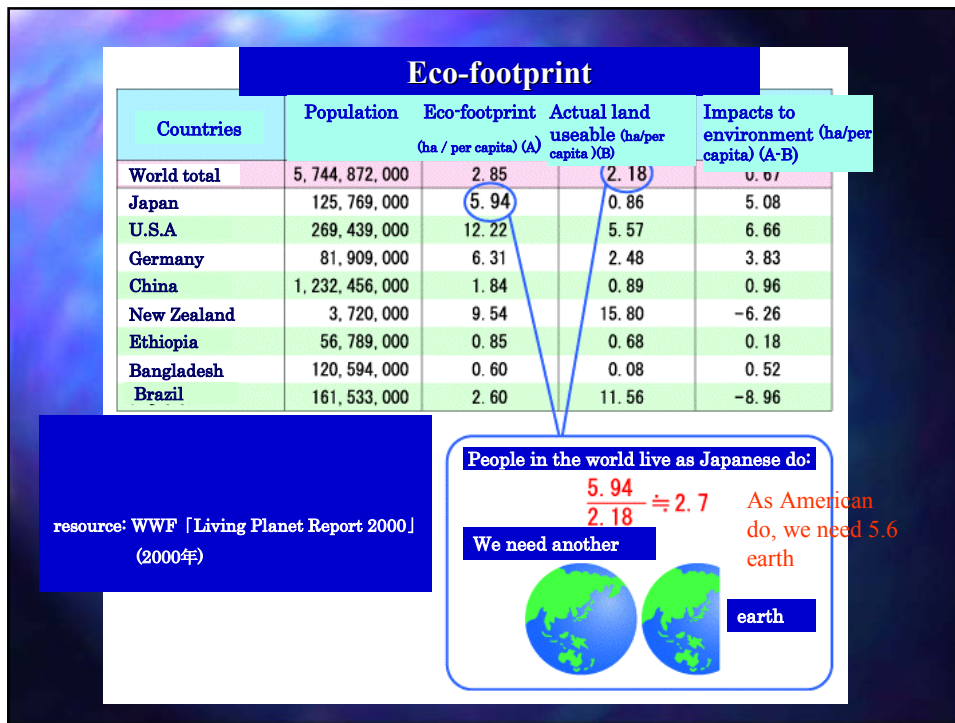 Eco-footprint
Countries Population Eco-footprint (ha / per capita) (A) Actual land useable (ha/per capita )(B) Impacts to environment (ha/per capita) (A-B)
World total 5,744,872,000 2.85 2.18 0.67
Japan 125,769,000 5.94 0.86 5.08
U.S.A 269,439,000 12.22 5.57 6.66
Germany 81,909,000 6.31 2.48 3.83
China 1,232,456,000 1.84 0.89 0.96
New Zealand 3,720,000 9.54 15.80 -6.26
Ethiopia 56,789,000 0.85 0.68 0.18
Bangladesh 120,594,000 0.60 0.08 0.52
Brazil 161,533,000 2.60 11.56 -8.96
resource: WWF「Living Planet Report 2000」
(2000年)
People in the world live as Japanese do:
5.94
2.18
≒2.7
As American
do, we need 5.6
earth
We need another
earth